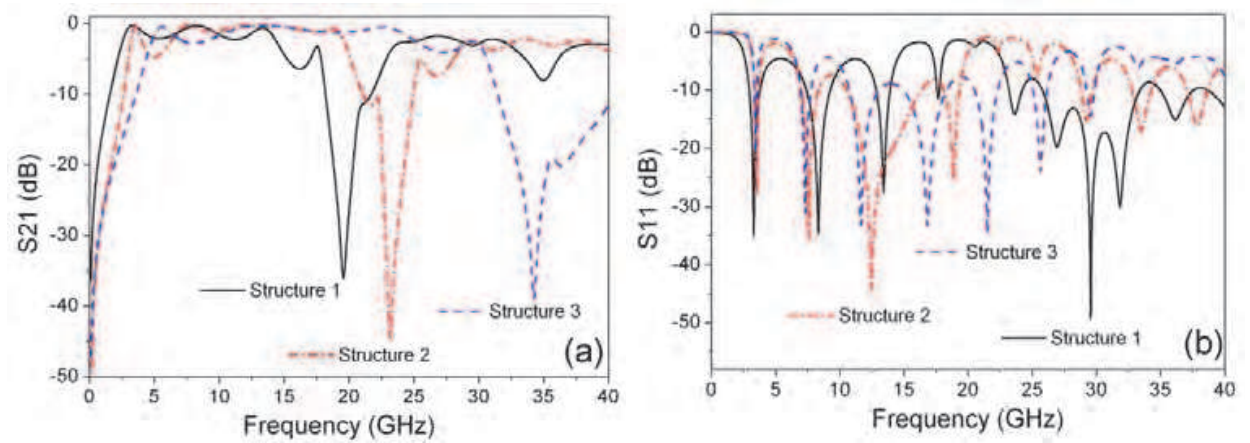 0
-10
-20
-30
-40
-50
S21 (dB)
0 5 10 15 20 25 30 35 40
Frequency (GHz)
Structure 1
Structure 2
Structure 3
(a)
0
-10
-20
-30
-40
-50
S11 (dB)
0 5 10 15 20 25 30 35 40
Frequency (GHz)
Structure 3
Structure 2
Structure 1
(b)